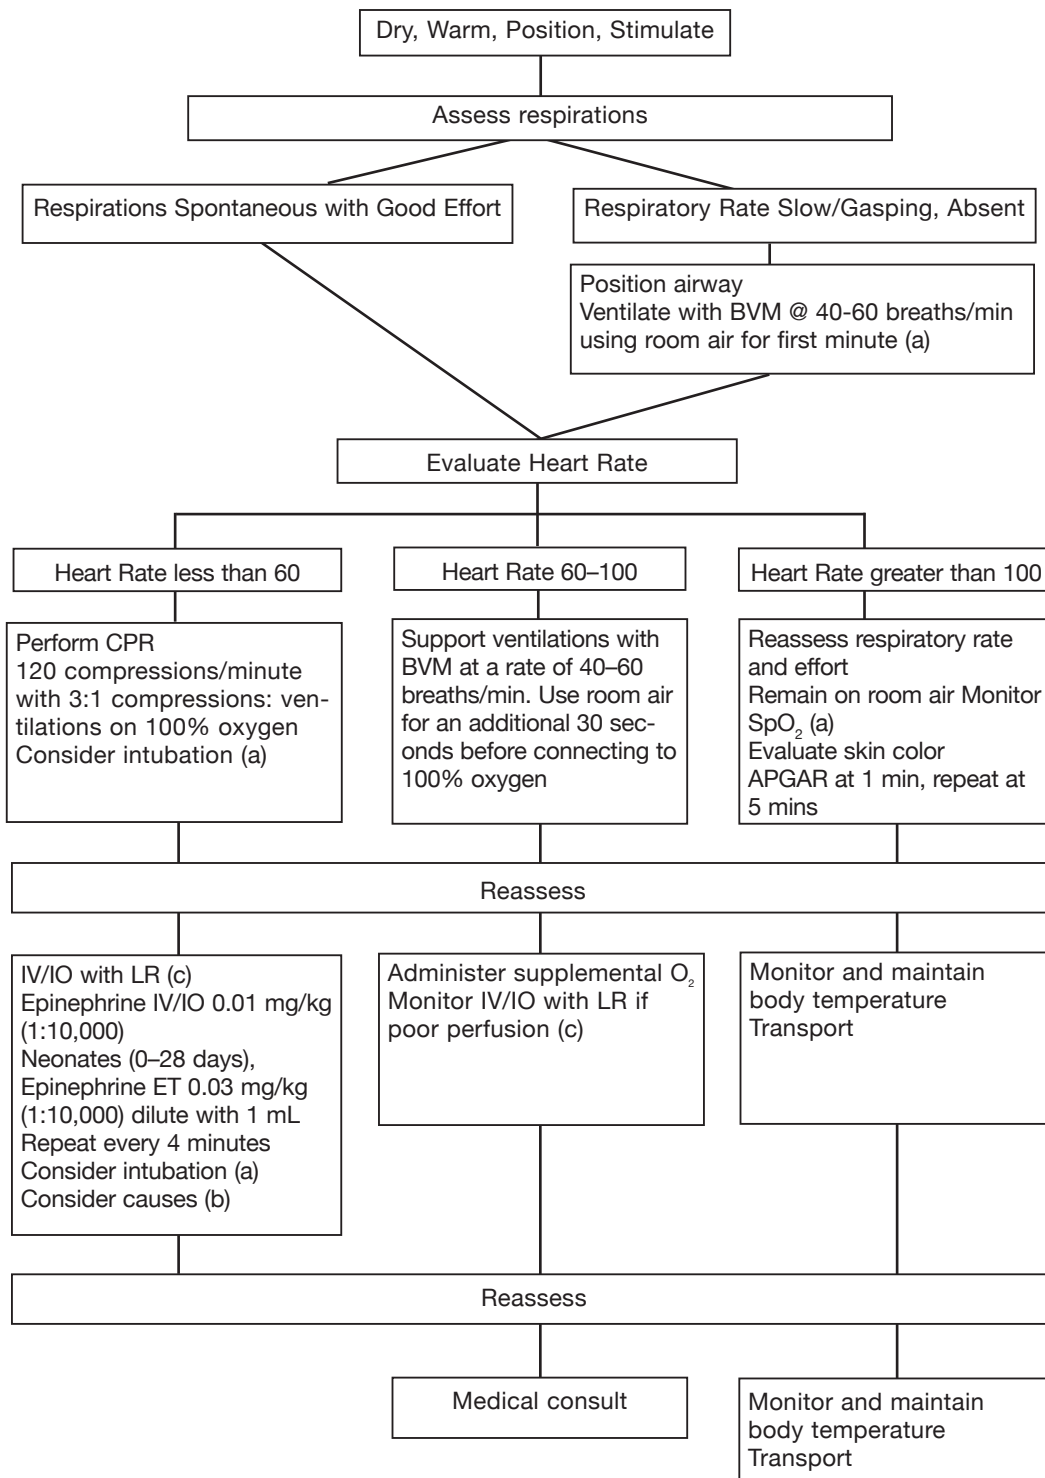 Dry, Warm, Position, Stimulate
Assess respirations
Respirations Spontaneous with Good Effort
Respiratory Rate Slow/Gasping, Absent
Position airway
Ventilate with BVM @ 40-60 breaths/min
using room air for first minute (a)
Evaluate Heart Rate
Heart Rate less than 60
Heart Rate 60–100
Heart Rate greater than 100
Perform CPR
120 compressions/minute
with 3:1 compressions: ven-
tilations on 100% oxygen
Consider intubation (a)
Support ventilations with
BVM at a rate of 40–60
breaths/min. Use room air
for an additional 30 sec-
onds before connecting to
100% oxygen
Reassess respiratory rate
and effort
Remain on room air Monitor
SpO₂ (a)
Evaluate skin color
APGAR at 1 min, repeat at
5 mins
Reassess
IV/IO with LR (c)
Epinephrine IV/IO 0.01 mg/kg
(1:10,000)
Neonates (0–28 days),
Epinephrine ET 0.03 mg/kg
(1:10,000) dilute with 1 mL
Repeat every 4 minutes
Consider intubation (a)
Consider causes (b)
Administer supplemental O₂
Monitor IV/IO with LR if
poor perfusion (c)
Monitor and maintain
body temperature
Transport
Reassess
Medical consult
Monitor and maintain
body temperature
Transport